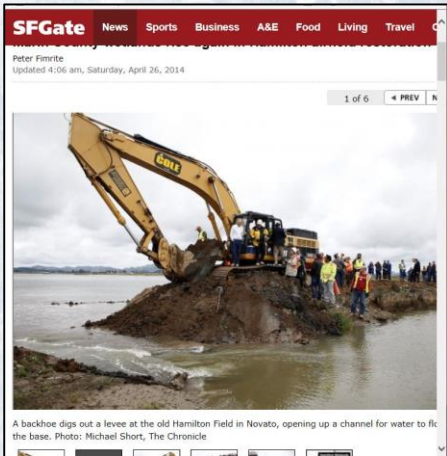 SFGate News Sports Business A&E Food Living Travel
Peter Fimrite
Updated 4:06 am, Saturday, April 26, 2014
1 of 6 ◄ PREV N
COLE
A backhoe digs out a levee at the old Hamilton Field in Novato, opening up a channel for water to
the base. Photo: Michael Short, The Chronicle